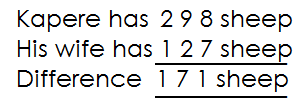 Kapere has 2 9 8 sheep
His wife has 1 2 7 sheep
Difference 1 7 1 sheep